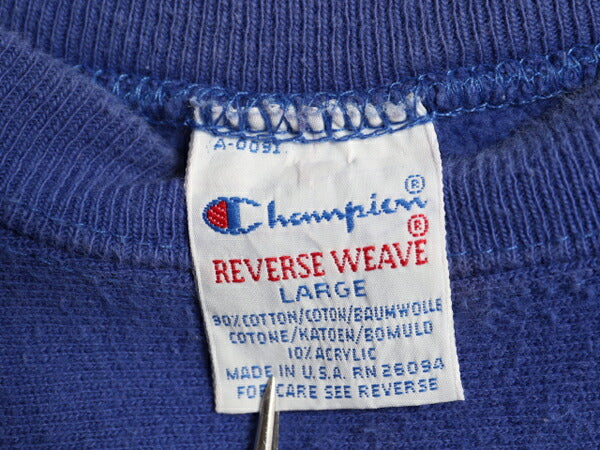 A-0091
Champion®
REVERSE WEAVE®
LARGE
90% COTTON/COTON/BAUMWOLLE
COTONE/KATOEN/BOMULD
10% ACRYLIC
MADE IN U.S.A. RN 26094
FOR CARE SEE REVERSE